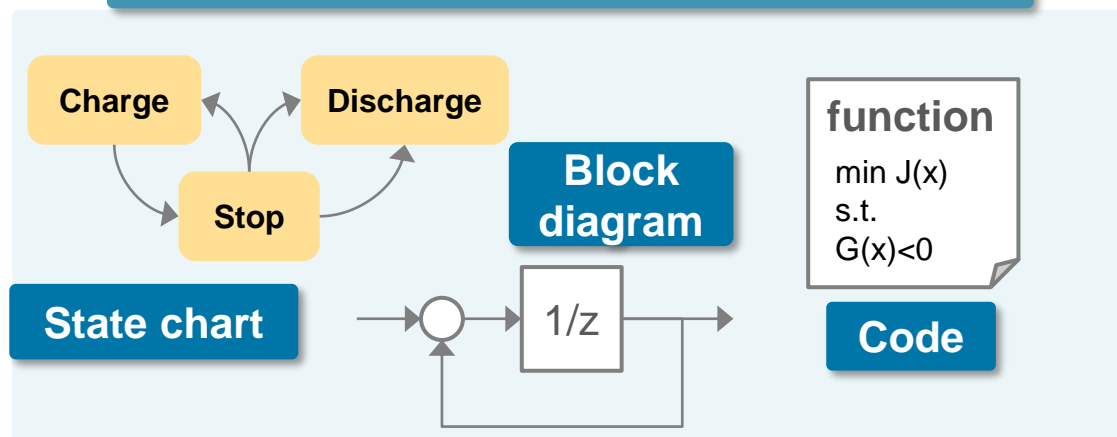 Charge
Discharge
Stop
State chart
Block
diagram
1/z
function
min J(x)
s.t.
G(x)<0
Code